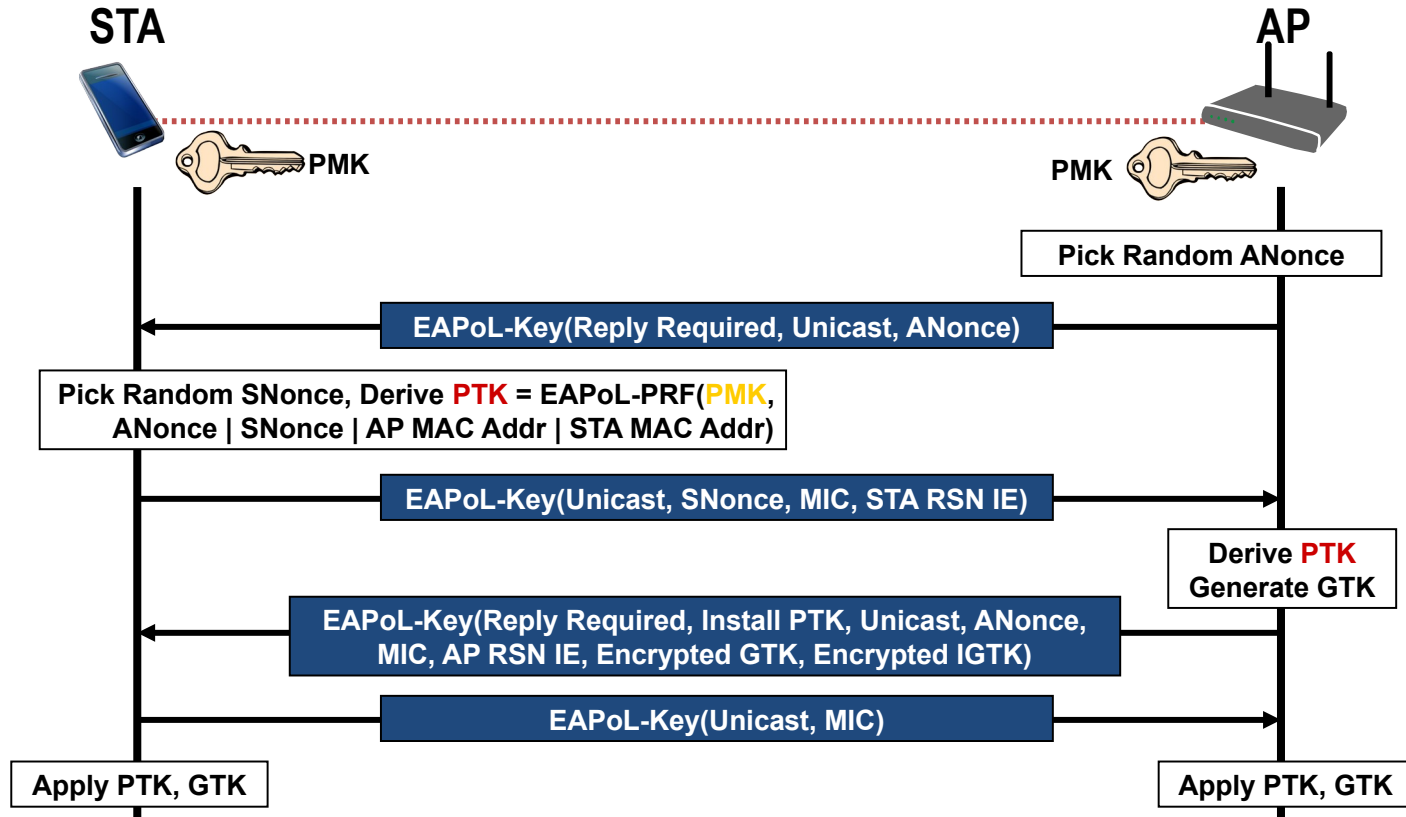 STA
AP
PMK
PMK
Pick Random ANonce
EAPoL-Key(Reply Required, Unicast, ANonce)
Pick Random SNonce, Derive PTK = EAPoL-PRF(PMK,
ANonce | SNonce | AP MAC Addr | STA MAC Addr)
EAPoL-Key(Unicast, SNonce, MIC, STA RSN IE)
Derive PTK
Generate GTK
EAPoL-Key(Reply Required, Install PTK, Unicast, ANonce,
MIC, AP RSN IE, Encrypted GTK, Encrypted IGTK)
EAPoL-Key(Unicast, MIC)
Apply PTK, GTK
Apply PTK, GTK